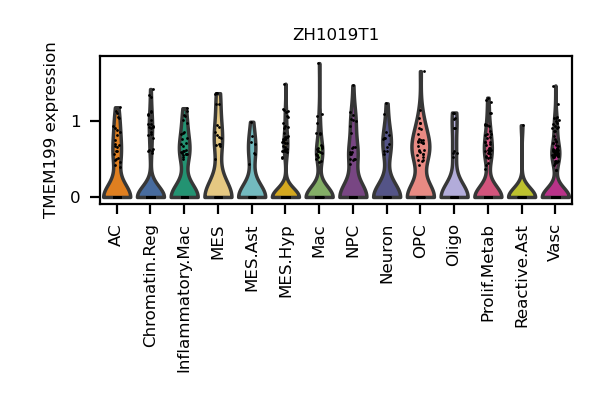 ZH1019T1
TMEM199 expression
1
0
AC
Chromatin.Reg
Inflammatory.Mac
MES
MES.Ast
MES.Hyp
Mac
NPC
Neuron
OPC
Oligo
Prolif.Metab
Reactive.Ast
Vasc